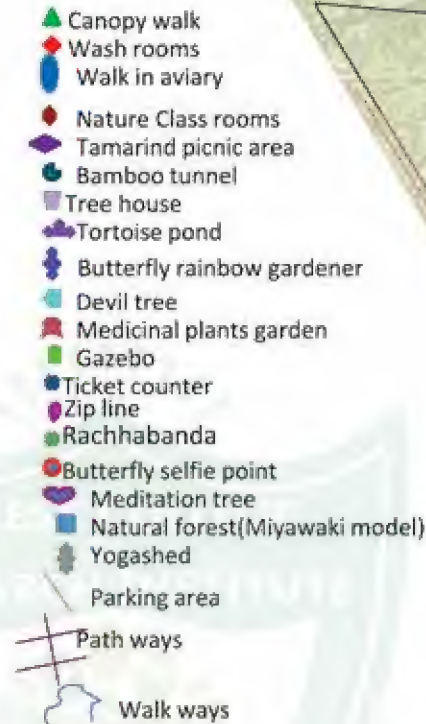 Canopy walk
Wash rooms
Walk in aviary
Nature Class rooms
Tamarind picnic area
Bamboo tunnel
Tree house
Tortoise pond
Butterfly rainbow gardener
Devil tree
Medicinal plants garden
Gazebo
Ticket counter
Zip line
Rachhabanda
Butterfly selfie point
Meditation tree
Natural forest(Miyawaki model)
Yogashed
Parking area
Path ways
Walk ways